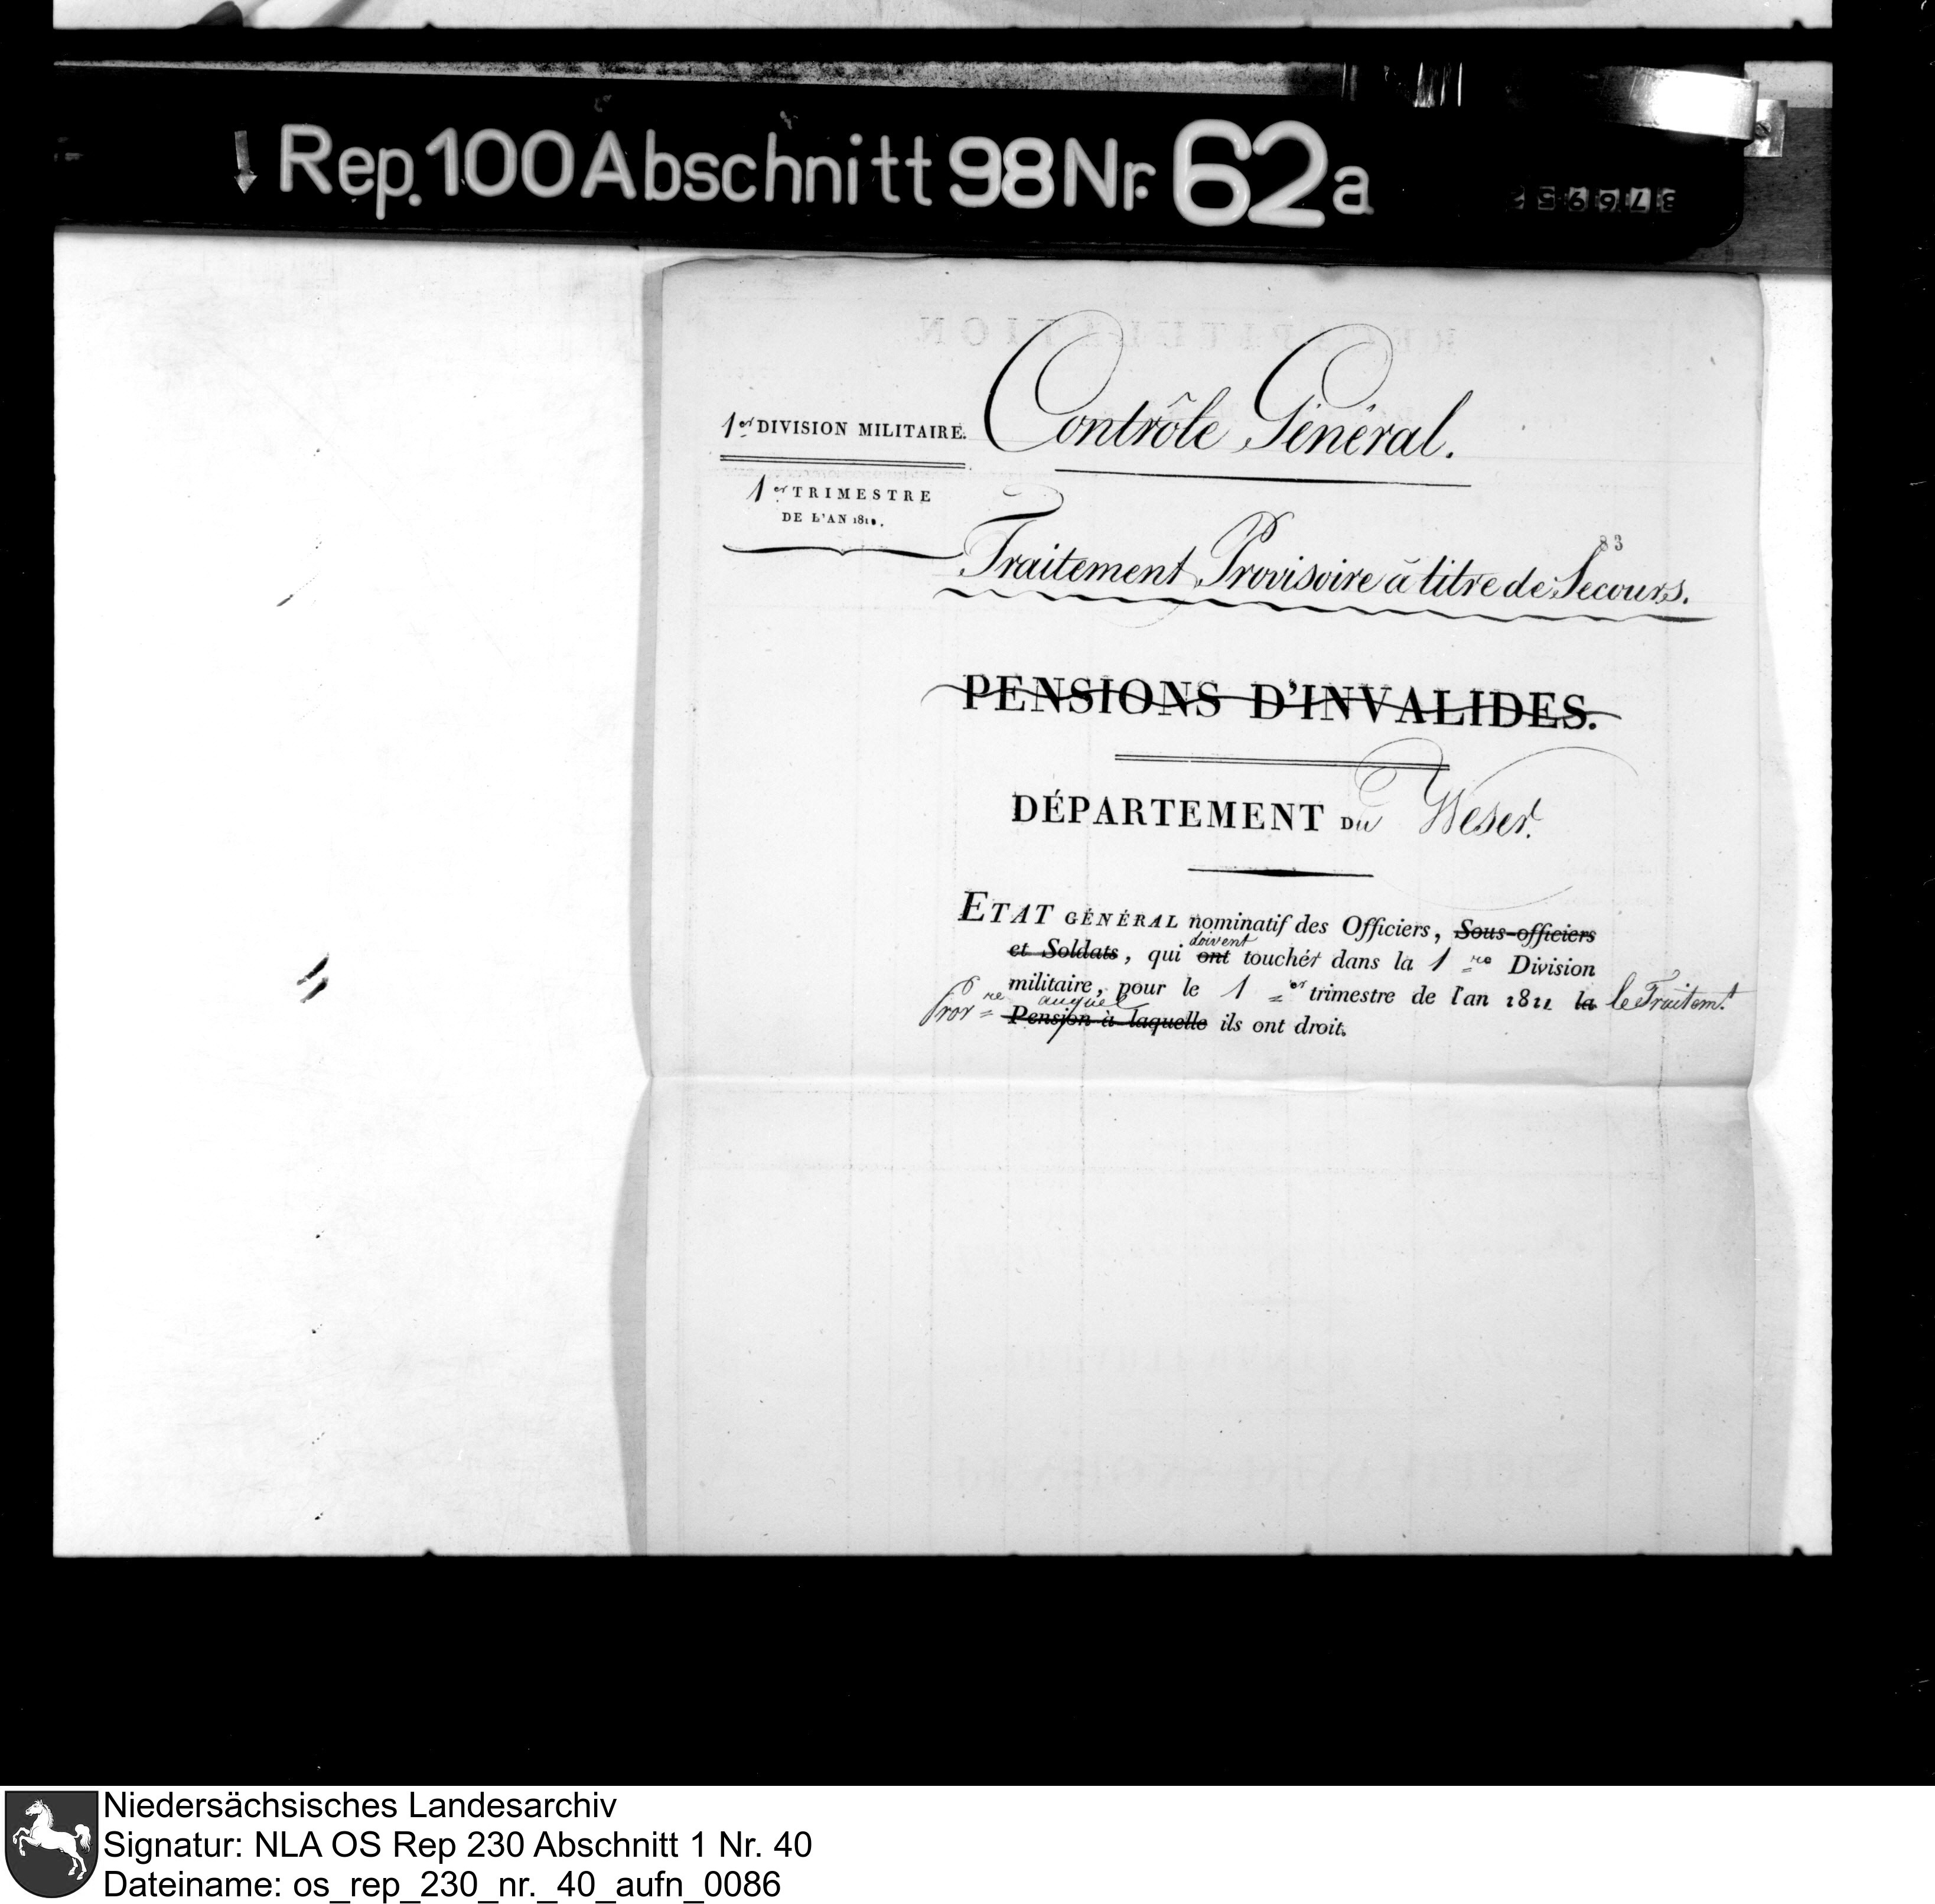 Rep.100 Abschnitt 98 Nr. 62a
Contrôle Général.
1er DIVISION MILITAIRE.
1er TRIMESTRE
DE L'AN 1811.
83
Traitement Provisoire à titre de Secours.
PENSIONS D'INVALIDES.
DÉPARTEMENT DU Weser.
ETAT GÉNÉRAL nominatif des Officiers, Sous-officiers
doivent
et Soldats, qui ont touchér dans la 1re Division
militaire, pour le 1er trimestre de l'an 1811 la le Traitemt
auquel
Provre Pension à laquelle ils ont droit.
Niedersächsisches Landesarchiv
Signatur: NLA OS Rep 230 Abschnitt 1 Nr. 40
Dateiname: os_rep_230_nr._40_aufn_0086